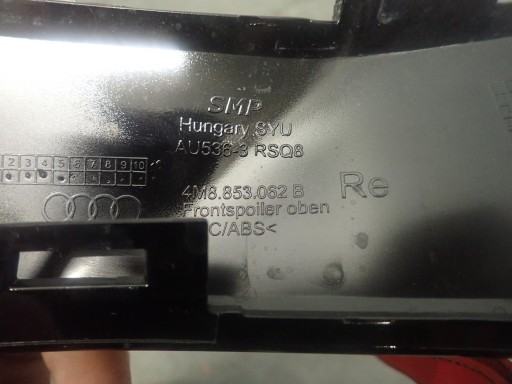 SMP
Hungary SYU
AU536-3 RSQ8
2 3 4 5 6 7 8 9 10
4M8.853.062 B
Re
Frontspoiler oben
C/ABS<